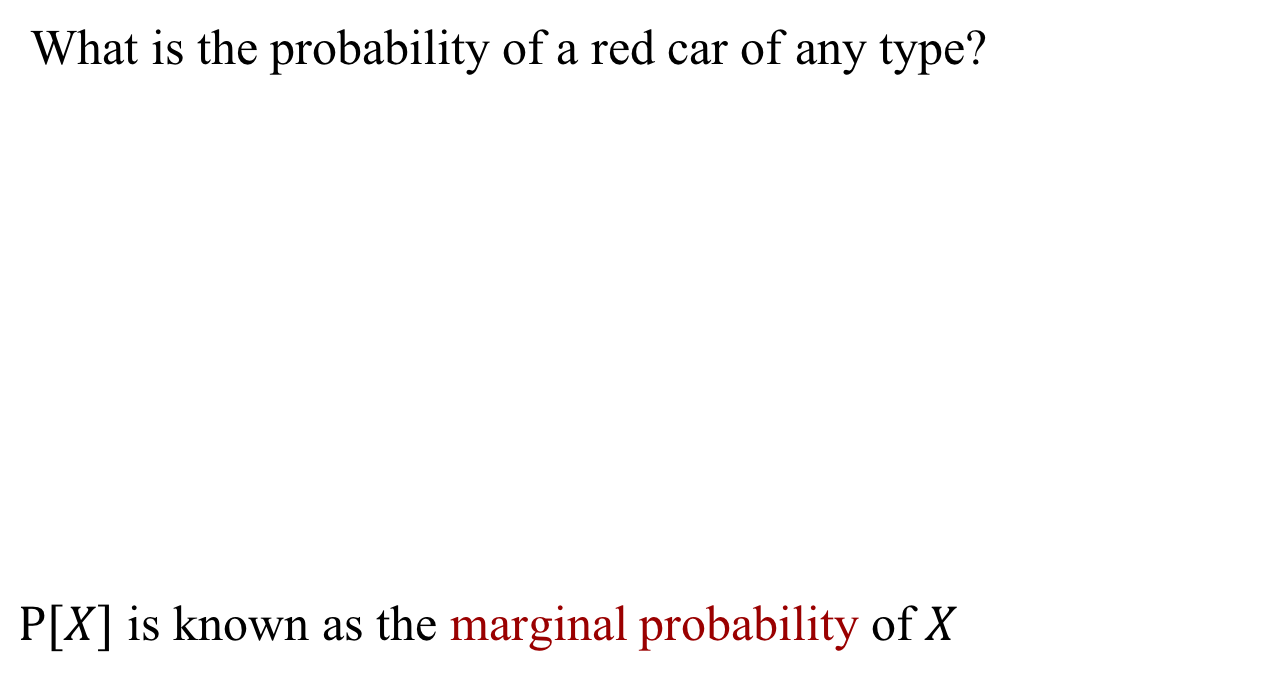 What is the probability of a red car of any type?
P[X] is known as the marginal probability of X